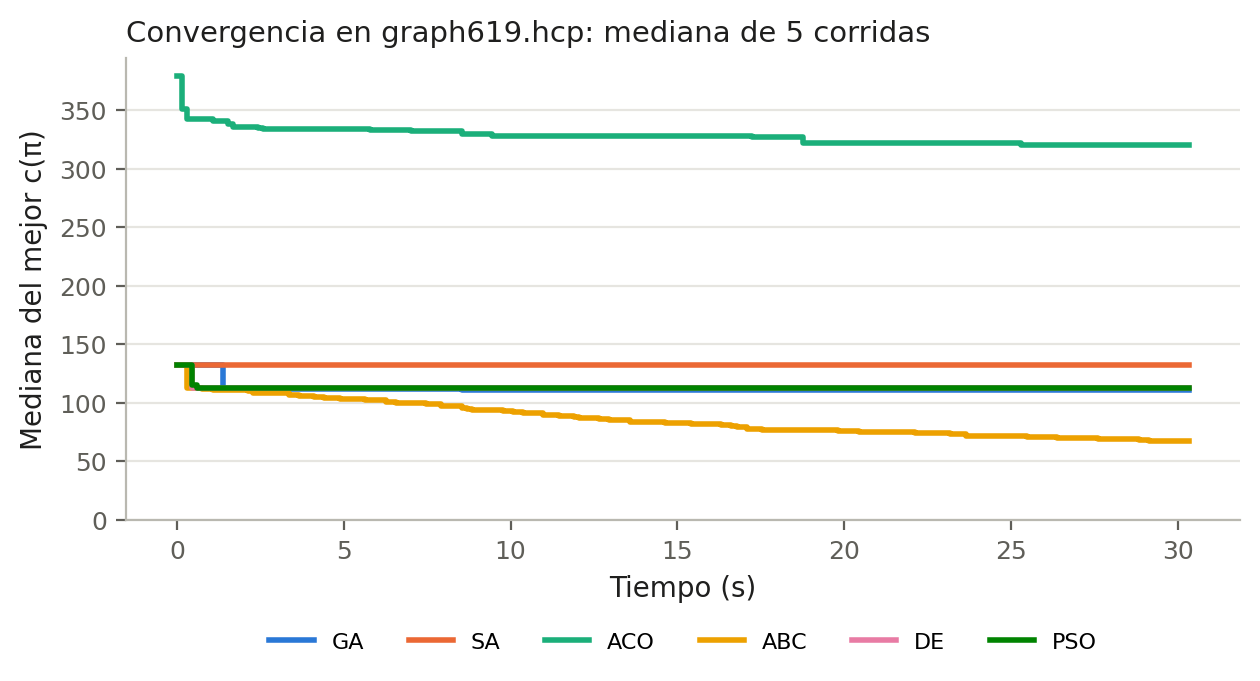 Convergencia en graph619.hcp: mediana de 5 corridas
Mediana del mejor c(π)
350
300
250
200
150
100
50
0
0 5 10 15 20 25 30
Tiempo (s)
GA SA ACO ABC DE PSO